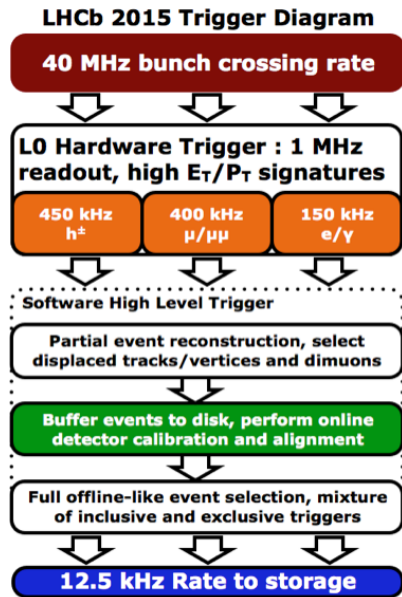 LHCb 2015 Trigger Diagram
40 MHz bunch crossing rate
L0 Hardware Trigger : 1 MHz
readout, high ET/PT signatures
450 kHz
h±
400 kHz
μ/μμ
150 kHz
e/γ
Software High Level Trigger
Partial event reconstruction, select
displaced tracks/vertices and dimuons
Buffer events to disk, perform online
detector calibration and alignment
Full offline-like event selection, mixture
of inclusive and exclusive triggers
12.5 kHz Rate to storage